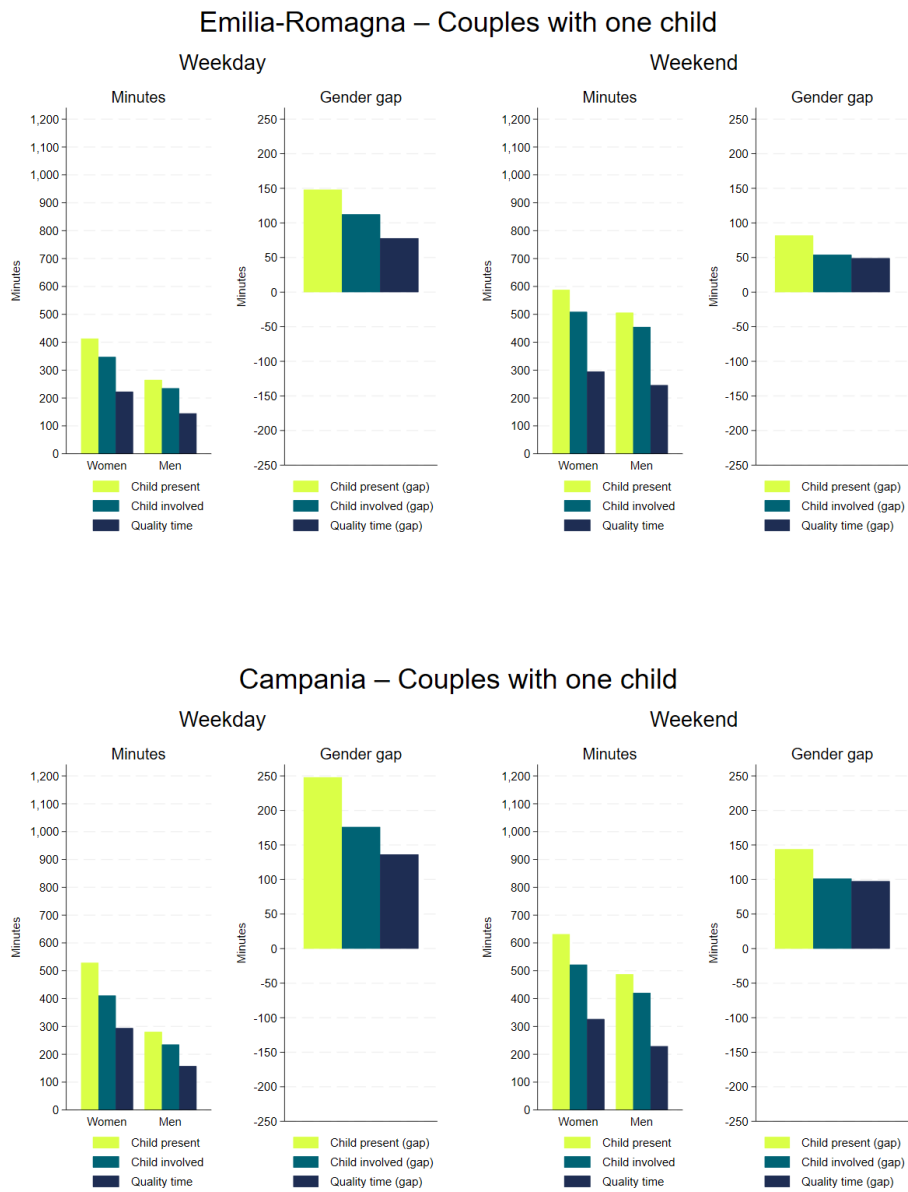 Emilia-Romagna – Couples with one child
Weekday
Weekend
Minutes
Gender gap
Minutes
Gender gap
Minutes
1,200
1,100
1,000
900
800
700
600
500
400
300
200
100
0
Women Men
Child present
Child involved
Quality time
Minutes
250
200
150
100
50
0
-50
-100
-150
-200
-250
Child present (gap)
Child involved (gap)
Quality time (gap)
Minutes
1,200
1,100
1,000
900
800
700
600
500
400
300
200
100
0
Women Men
Child present
Child involved
Quality time
Minutes
250
200
150
100
50
0
-50
-100
-150
-200
-250
Child present (gap)
Child involved (gap)
Quality time (gap)
Campania – Couples with one child
Weekday
Weekend
Minutes
Gender gap
Minutes
Gender gap
Minutes
1,200
1,100
1,000
900
800
700
600
500
400
300
200
100
0
Women Men
Child present
Child involved
Quality time
Minutes
250
200
150
100
50
0
-50
-100
-150
-200
-250
Child present (gap)
Child involved (gap)
Quality time (gap)
Minutes
1,200
1,100
1,000
900
800
700
600
500
400
300
200
100
0
Women Men
Child present
Child involved
Quality time
Minutes
250
200
150
100
50
0
-50
-100
-150
-200
-250
Child present (gap)
Child involved (gap)
Quality time (gap)